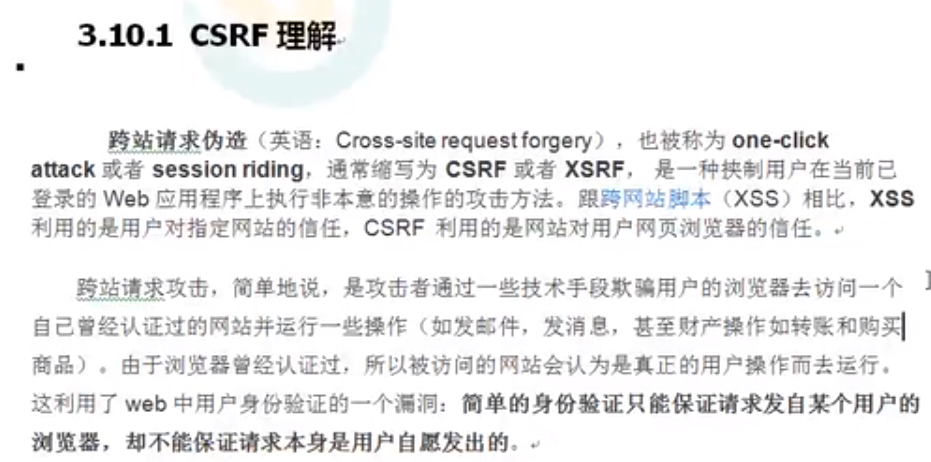 3.10.1 CSRF 理解
跨站请求伪造（英语：Cross-site request forgery），也被称为 one-click
attack 或者 session riding，通常缩写为 CSRF 或者 XSRF， 是一种挟制用户在当前已
登录的 Web 应用程序上执行非本意的操作的攻击方法。跟跨网站脚本（XSS）相比，XSS
利用的是用户对指定网站的信任，CSRF 利用的是网站对用户网页浏览器的信任。
跨站请求攻击，简单地说，是攻击者通过一些技术手段欺骗用户的浏览器去访问一个
自己曾经认证过的网站并运行一些操作（如发邮件，发消息，甚至财产操作如转账和购买
商品）。由于浏览器曾经认证过，所以被访问的网站会认为是真正的用户操作而去运行。
这利用了 web 中用户身份验证的一个漏洞：简单的身份验证只能保证请求发自某个用户的
浏览器，却不能保证请求本身是用户自愿发出的。